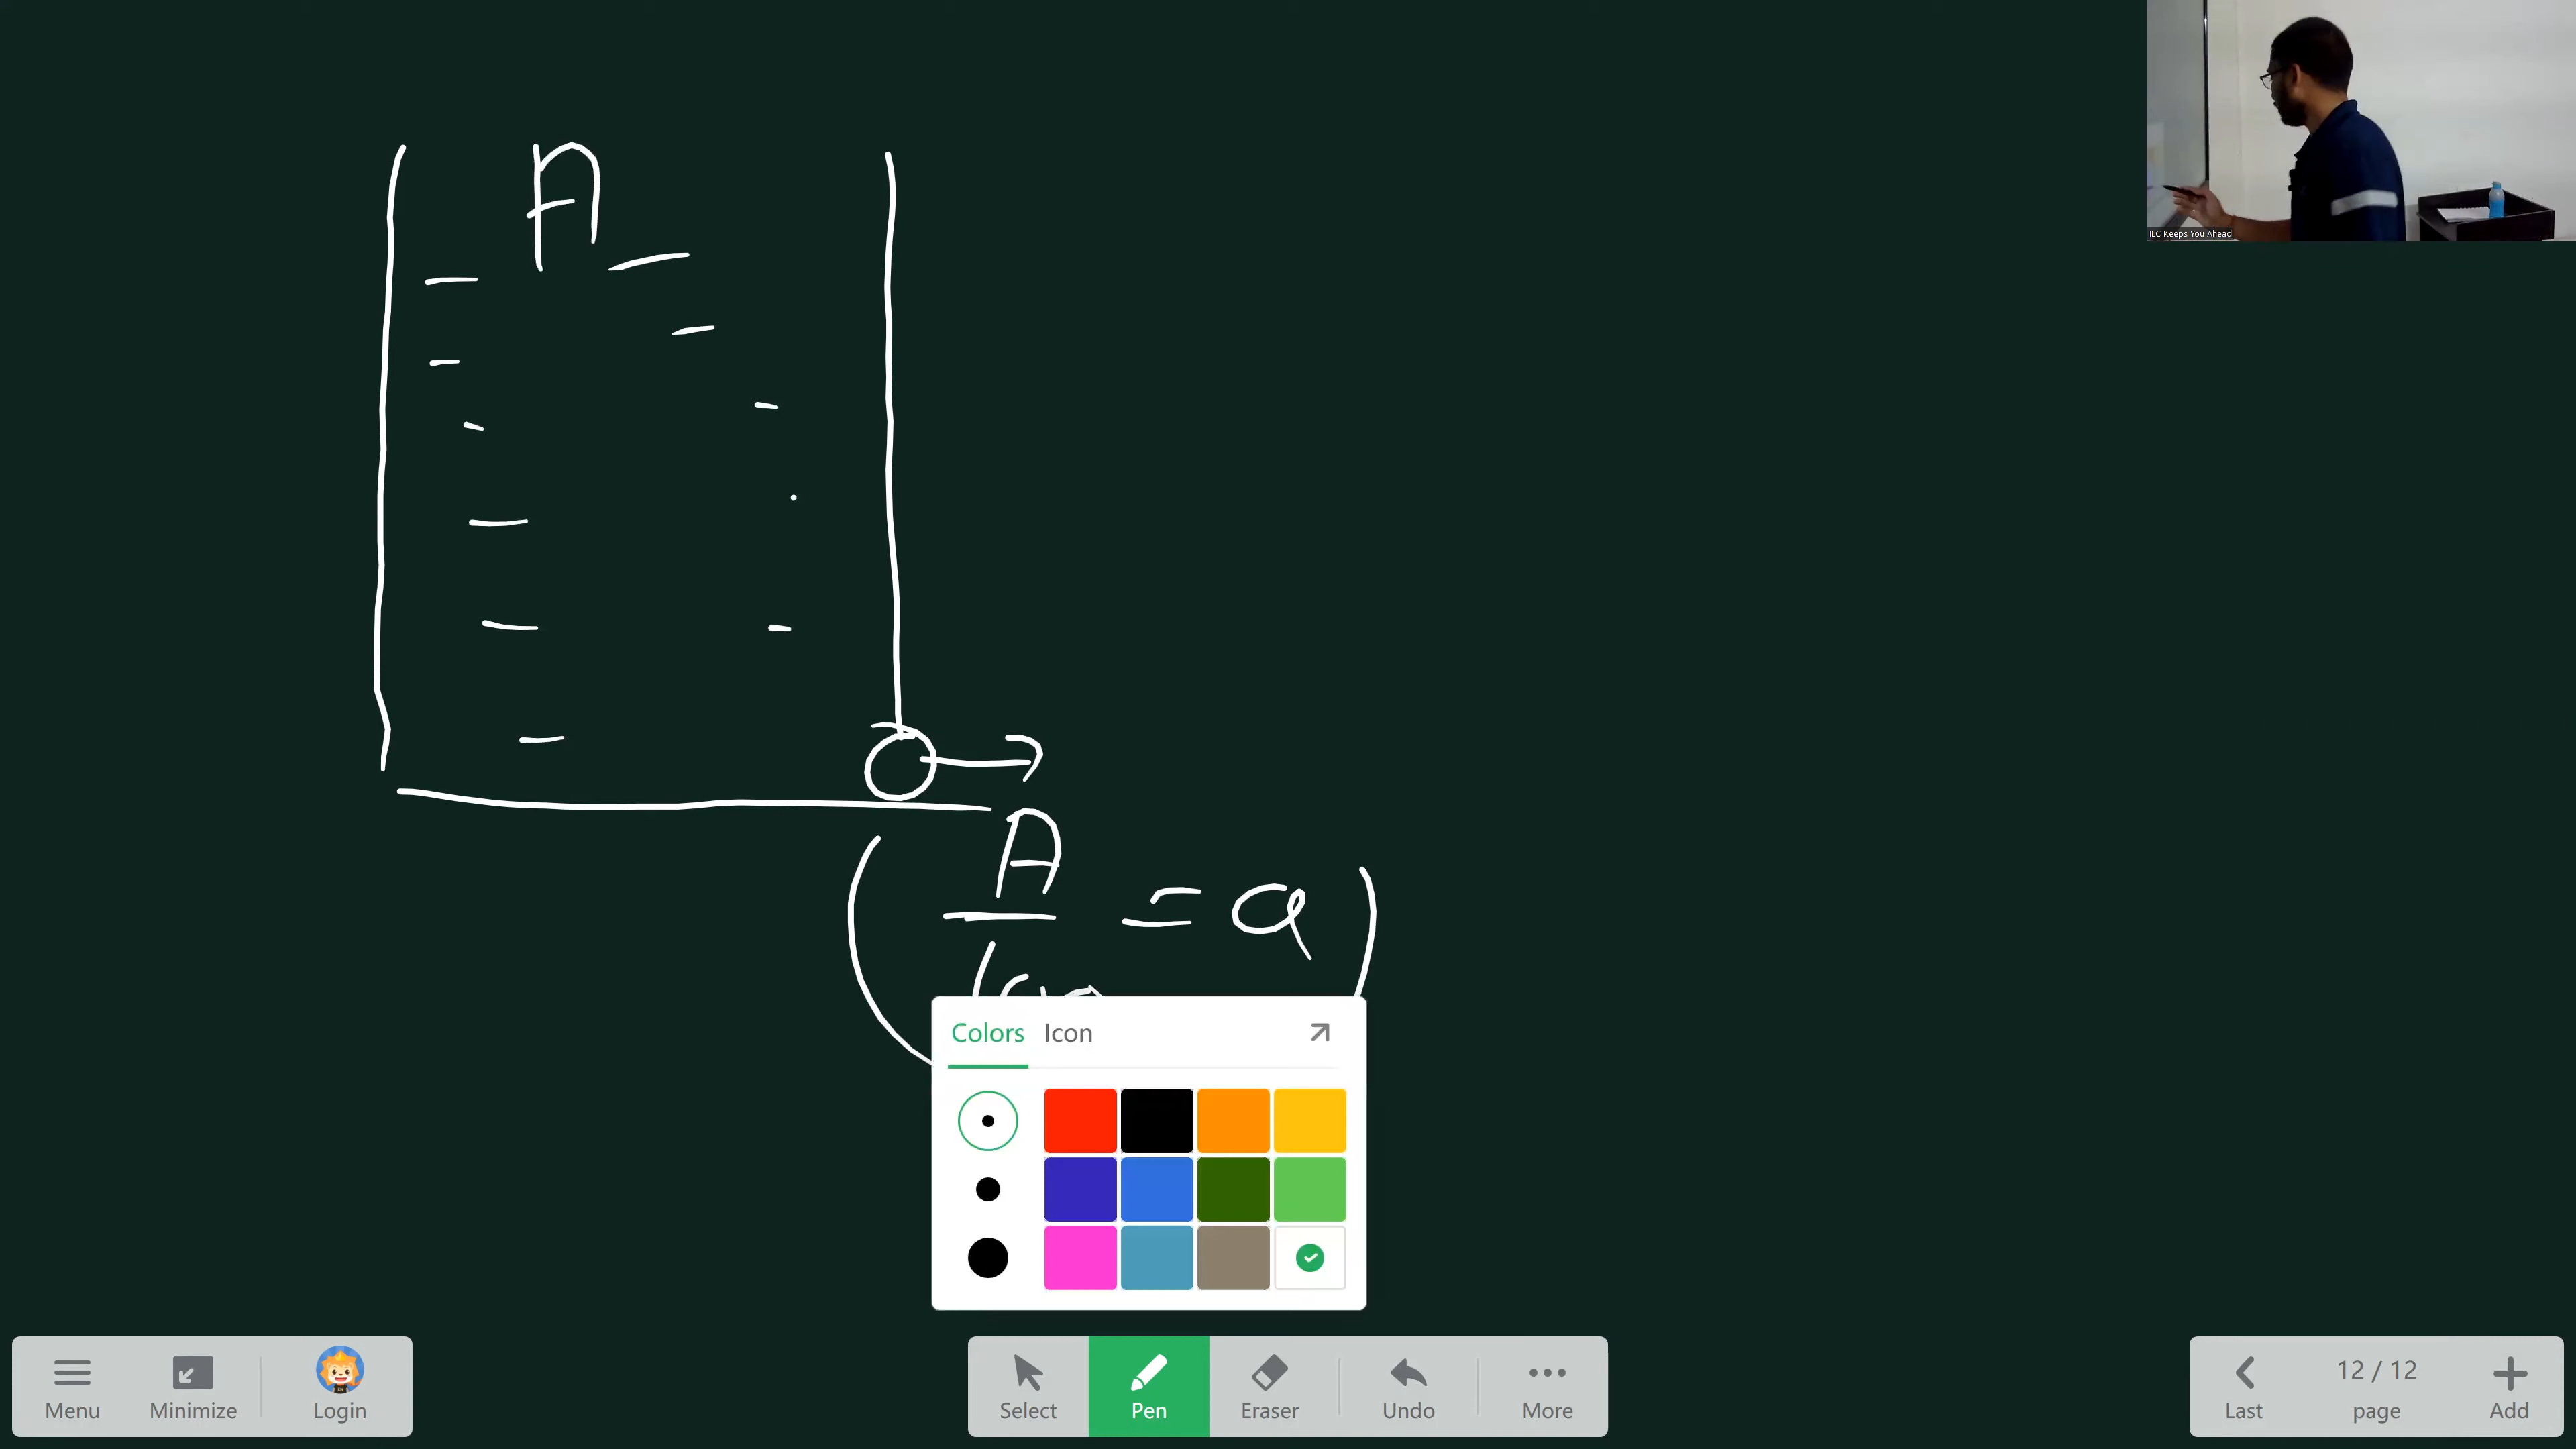 A
ILC Keeps You Ahead
A
= a
Colors Icon
Menu Minimize Login
Select Pen Eraser Undo More
Last 12 / 12 page Add